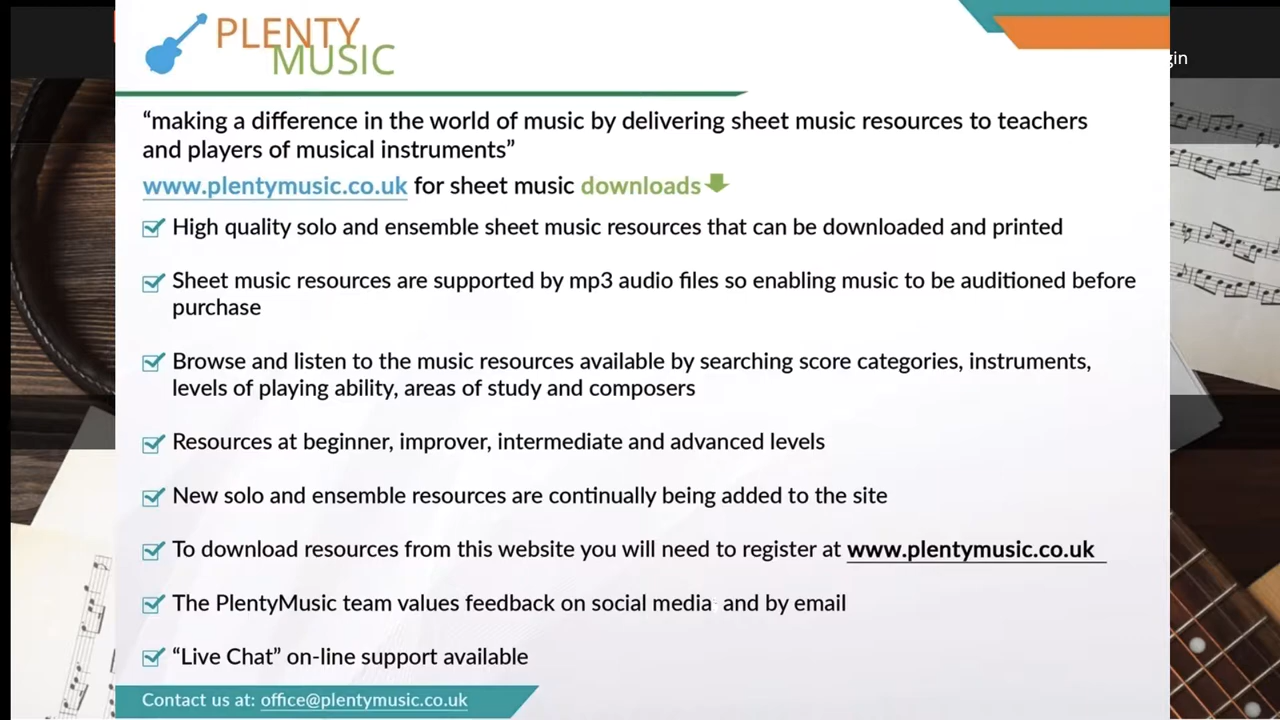 PLENTY
MUSIC
“making a difference in the world of music by delivering sheet music resources to teachers
and players of musical instruments”
www.plentymusic.co.uk for sheet music downloads
High quality solo and ensemble sheet music resources that can be downloaded and printed
Sheet music resources are supported by mp3 audio files so enabling music to be auditioned before
purchase
Browse and listen to the music resources available by searching score categories, instruments,
levels of playing ability, areas of study and composers
Resources at beginner, improver, intermediate and advanced levels
New solo and ensemble resources are continually being added to the site
To download resources from this website you will need to register at www.plentymusic.co.uk
The PlentyMusic team values feedback on social media and by email
“Live Chat” on-line support available
Contact us at: office@plentymusic.co.uk